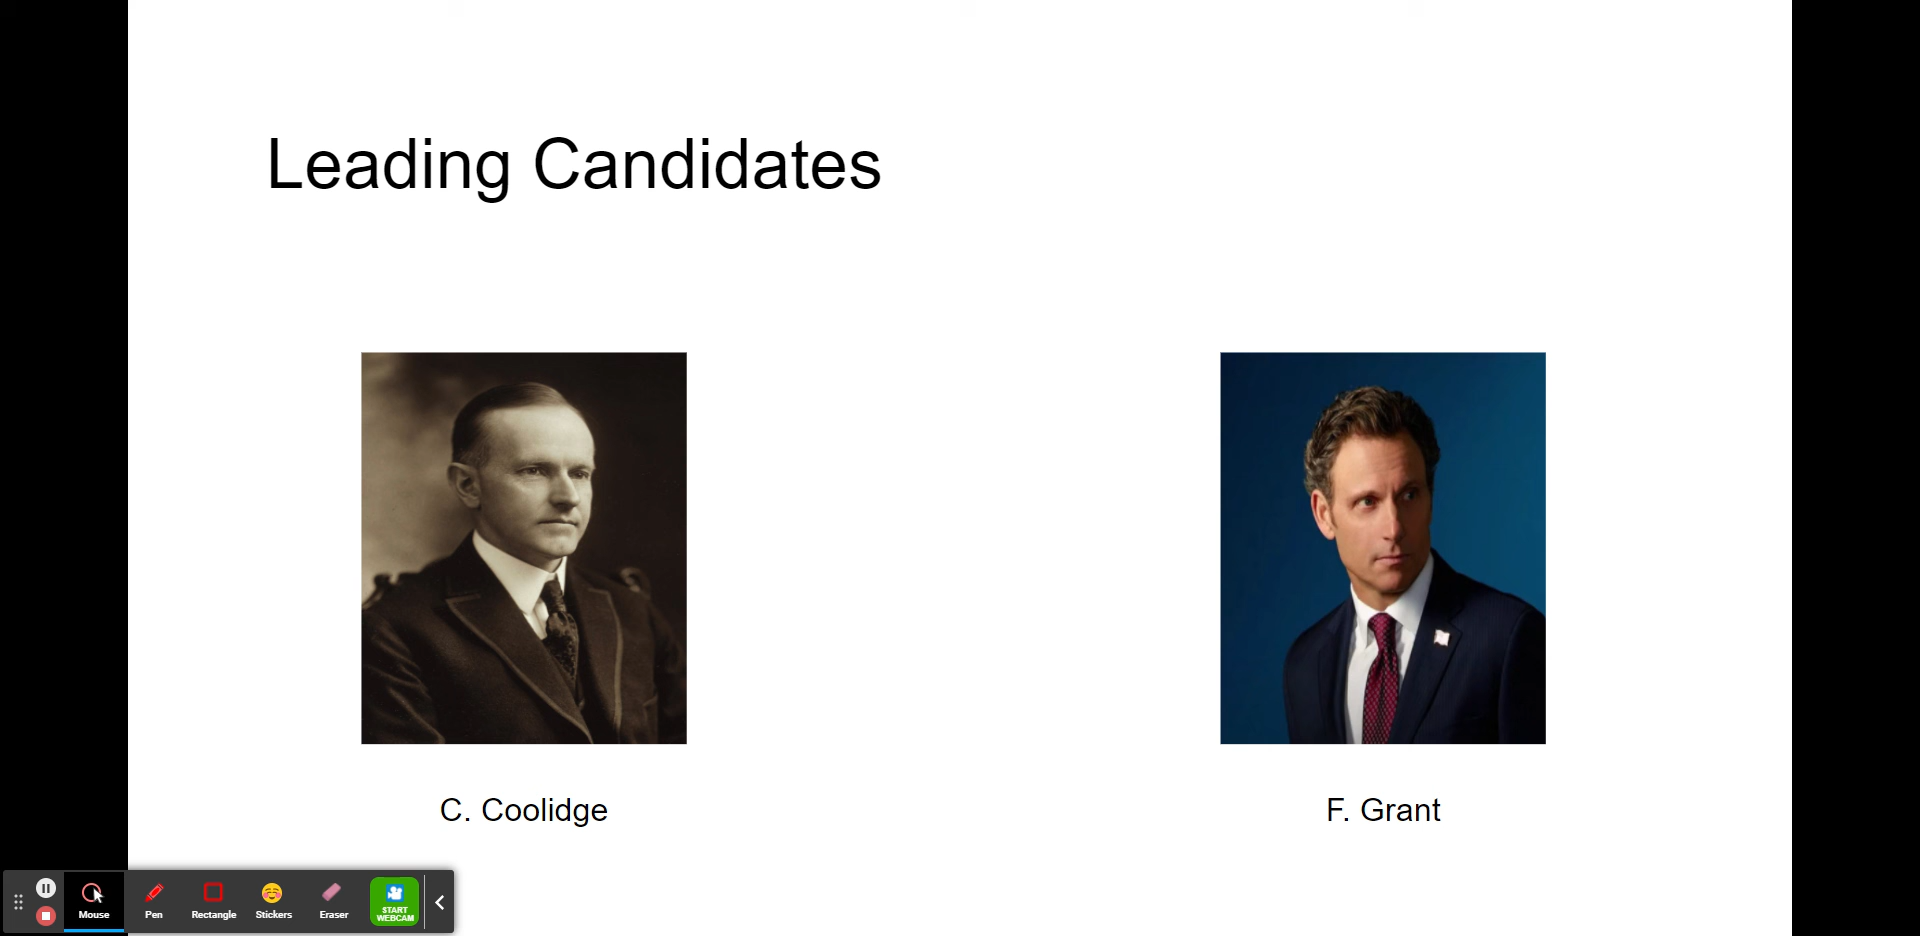 Leading Candidates
C. Coolidge
F. Grant
Mouse
Pen
Rectangle
Stickers
Eraser
START
WEBCAM